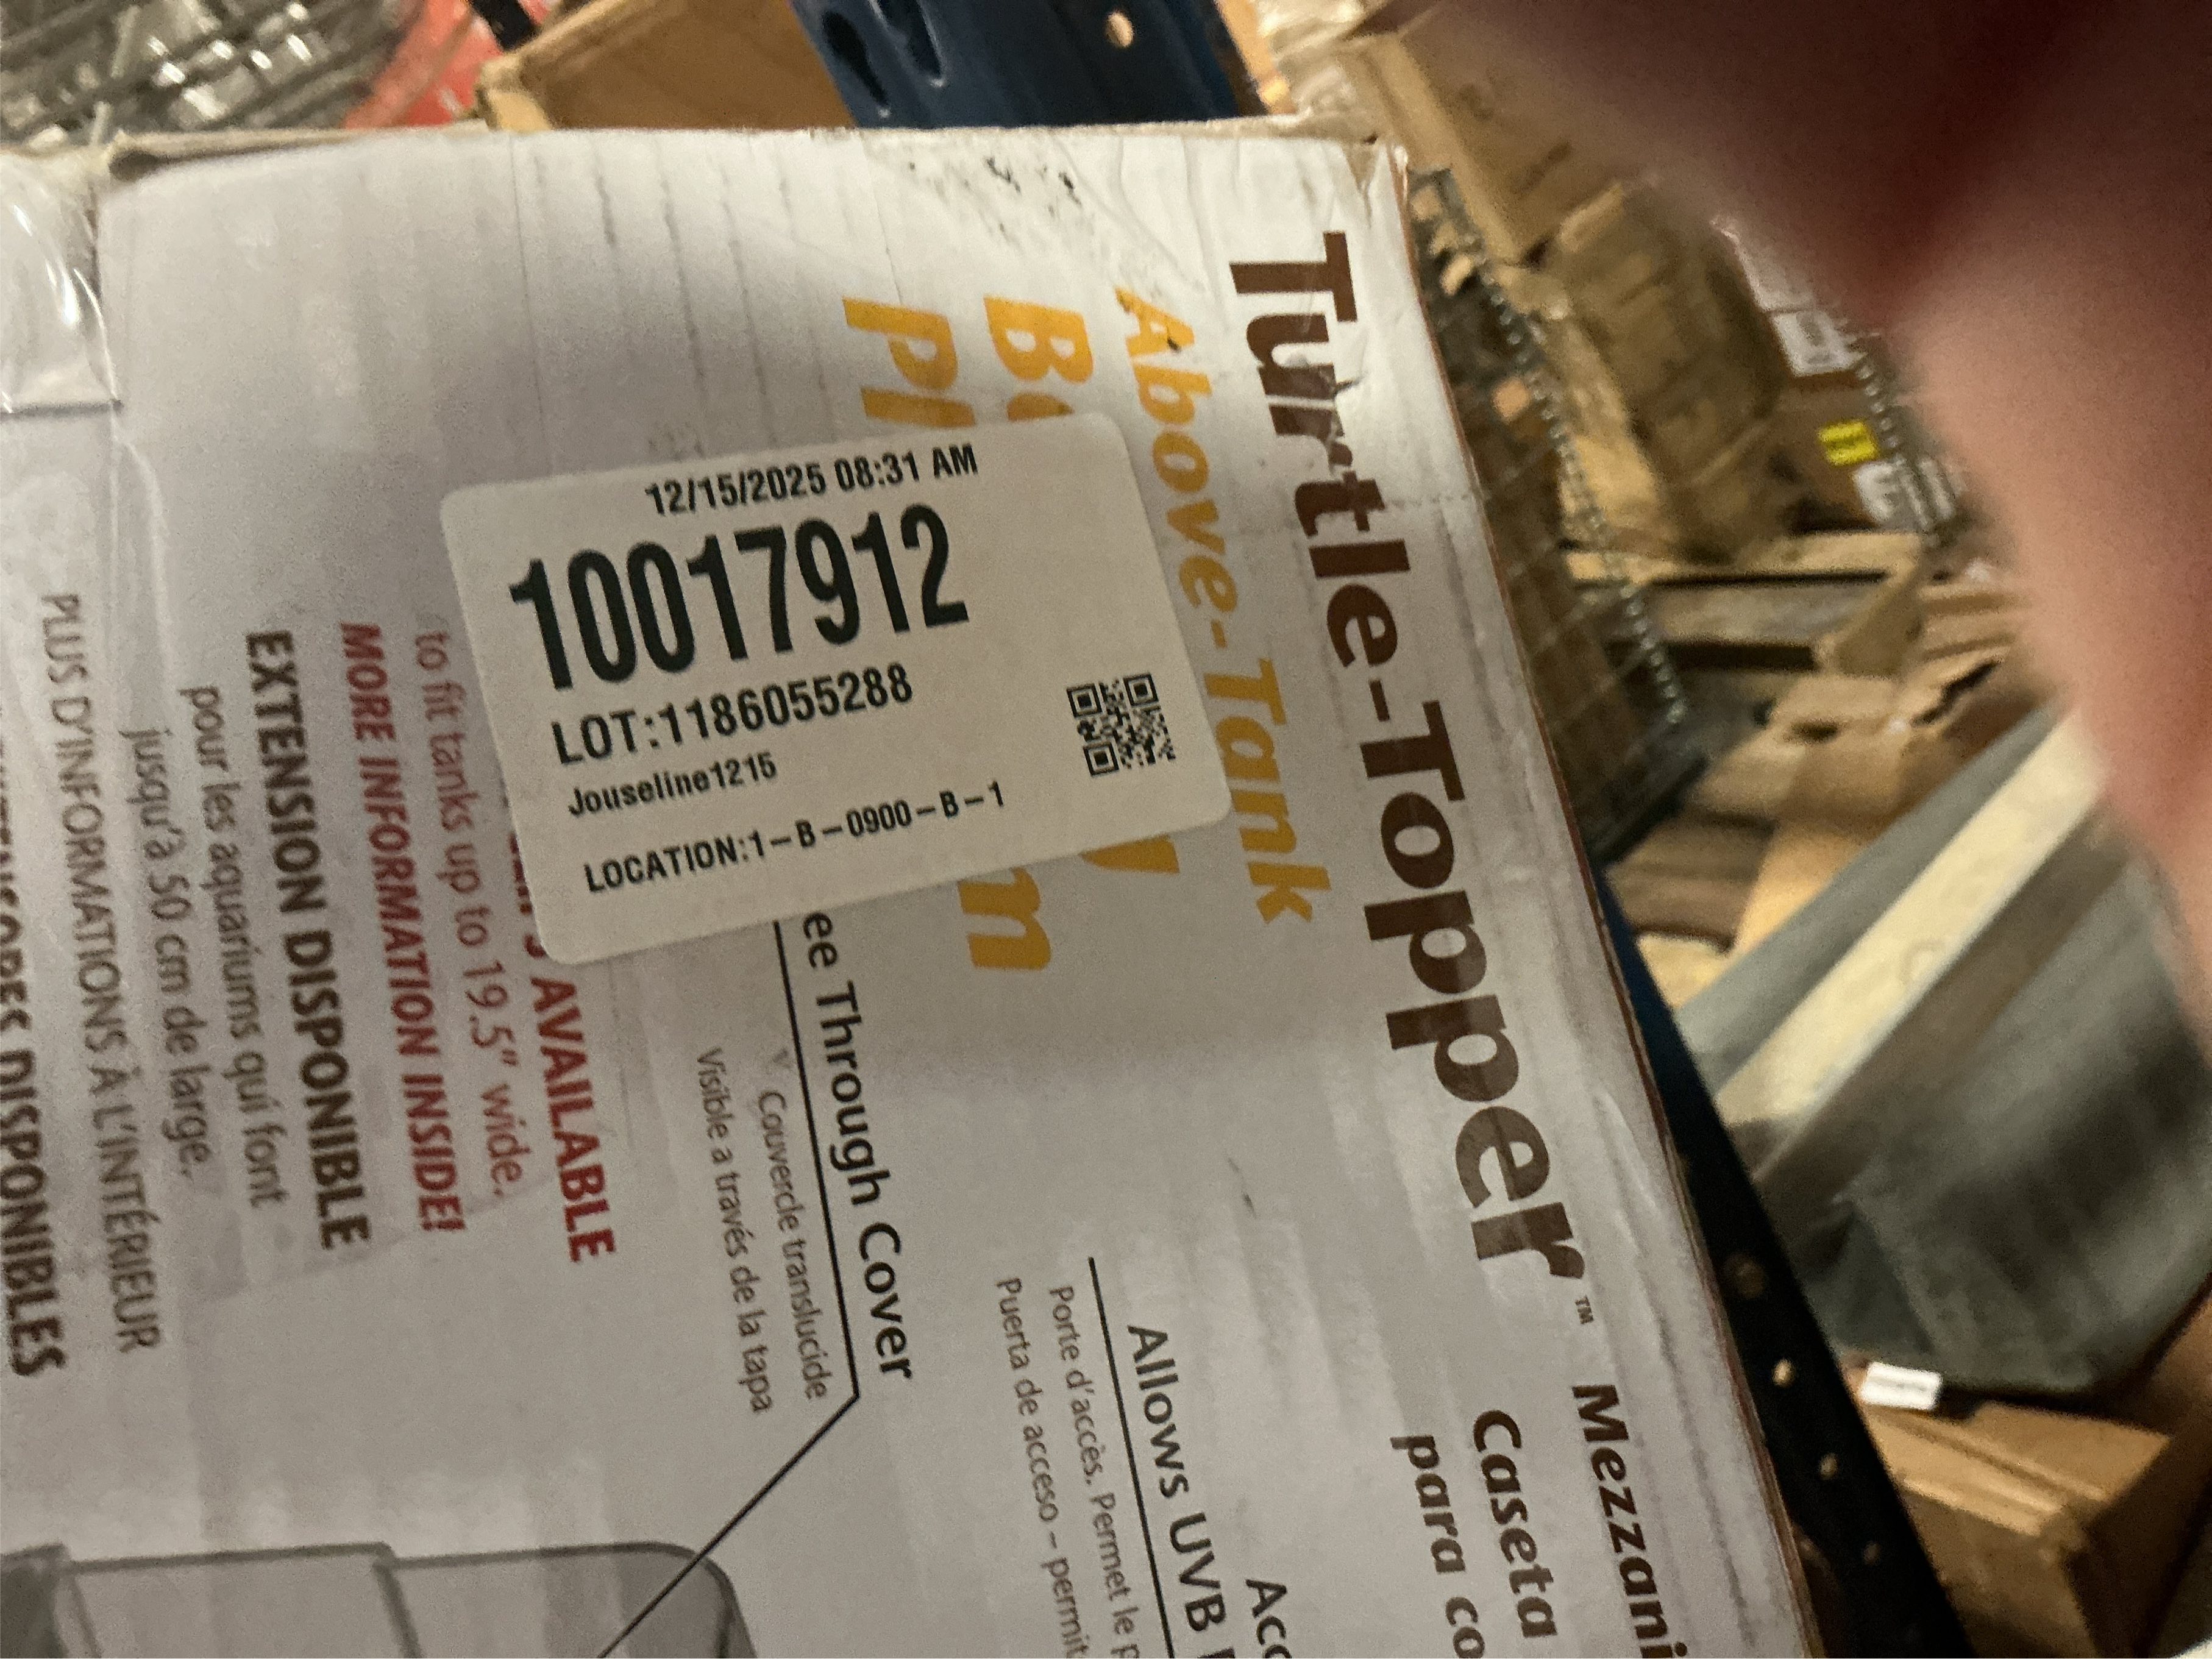 12/15/2025 08:31 AM
10017912
LOT:1186055288
Jouseline1215
LOCATION:1-B-0900-B-1
Turtle-Topper™
Above-Tank
Mezzani
Caseta
para co
ee Through Cover
Couvercle translucide
Visible a través de la tapa
Acc
Allows UVB
Porte d'accès. Permet le p
Puerta de acceso – permit
AVAILABLE
to fit tanks up to 19.5" wide.
MORE INFORMATION INSIDE!
EXTENSION DISPONIBLE
pour les aquariums qui font
jusqu'à 50 cm de large.
PLUS D'INFORMATIONS À L'INTÉRIEUR
DISPONIBLES